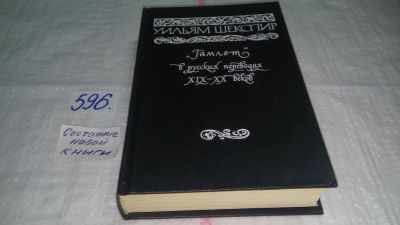 УИЛЬЯМ ШЕКСПИР
„Гамлет“
в русских переводах
XIX–XX веков
596.
Состояние
новой
книги